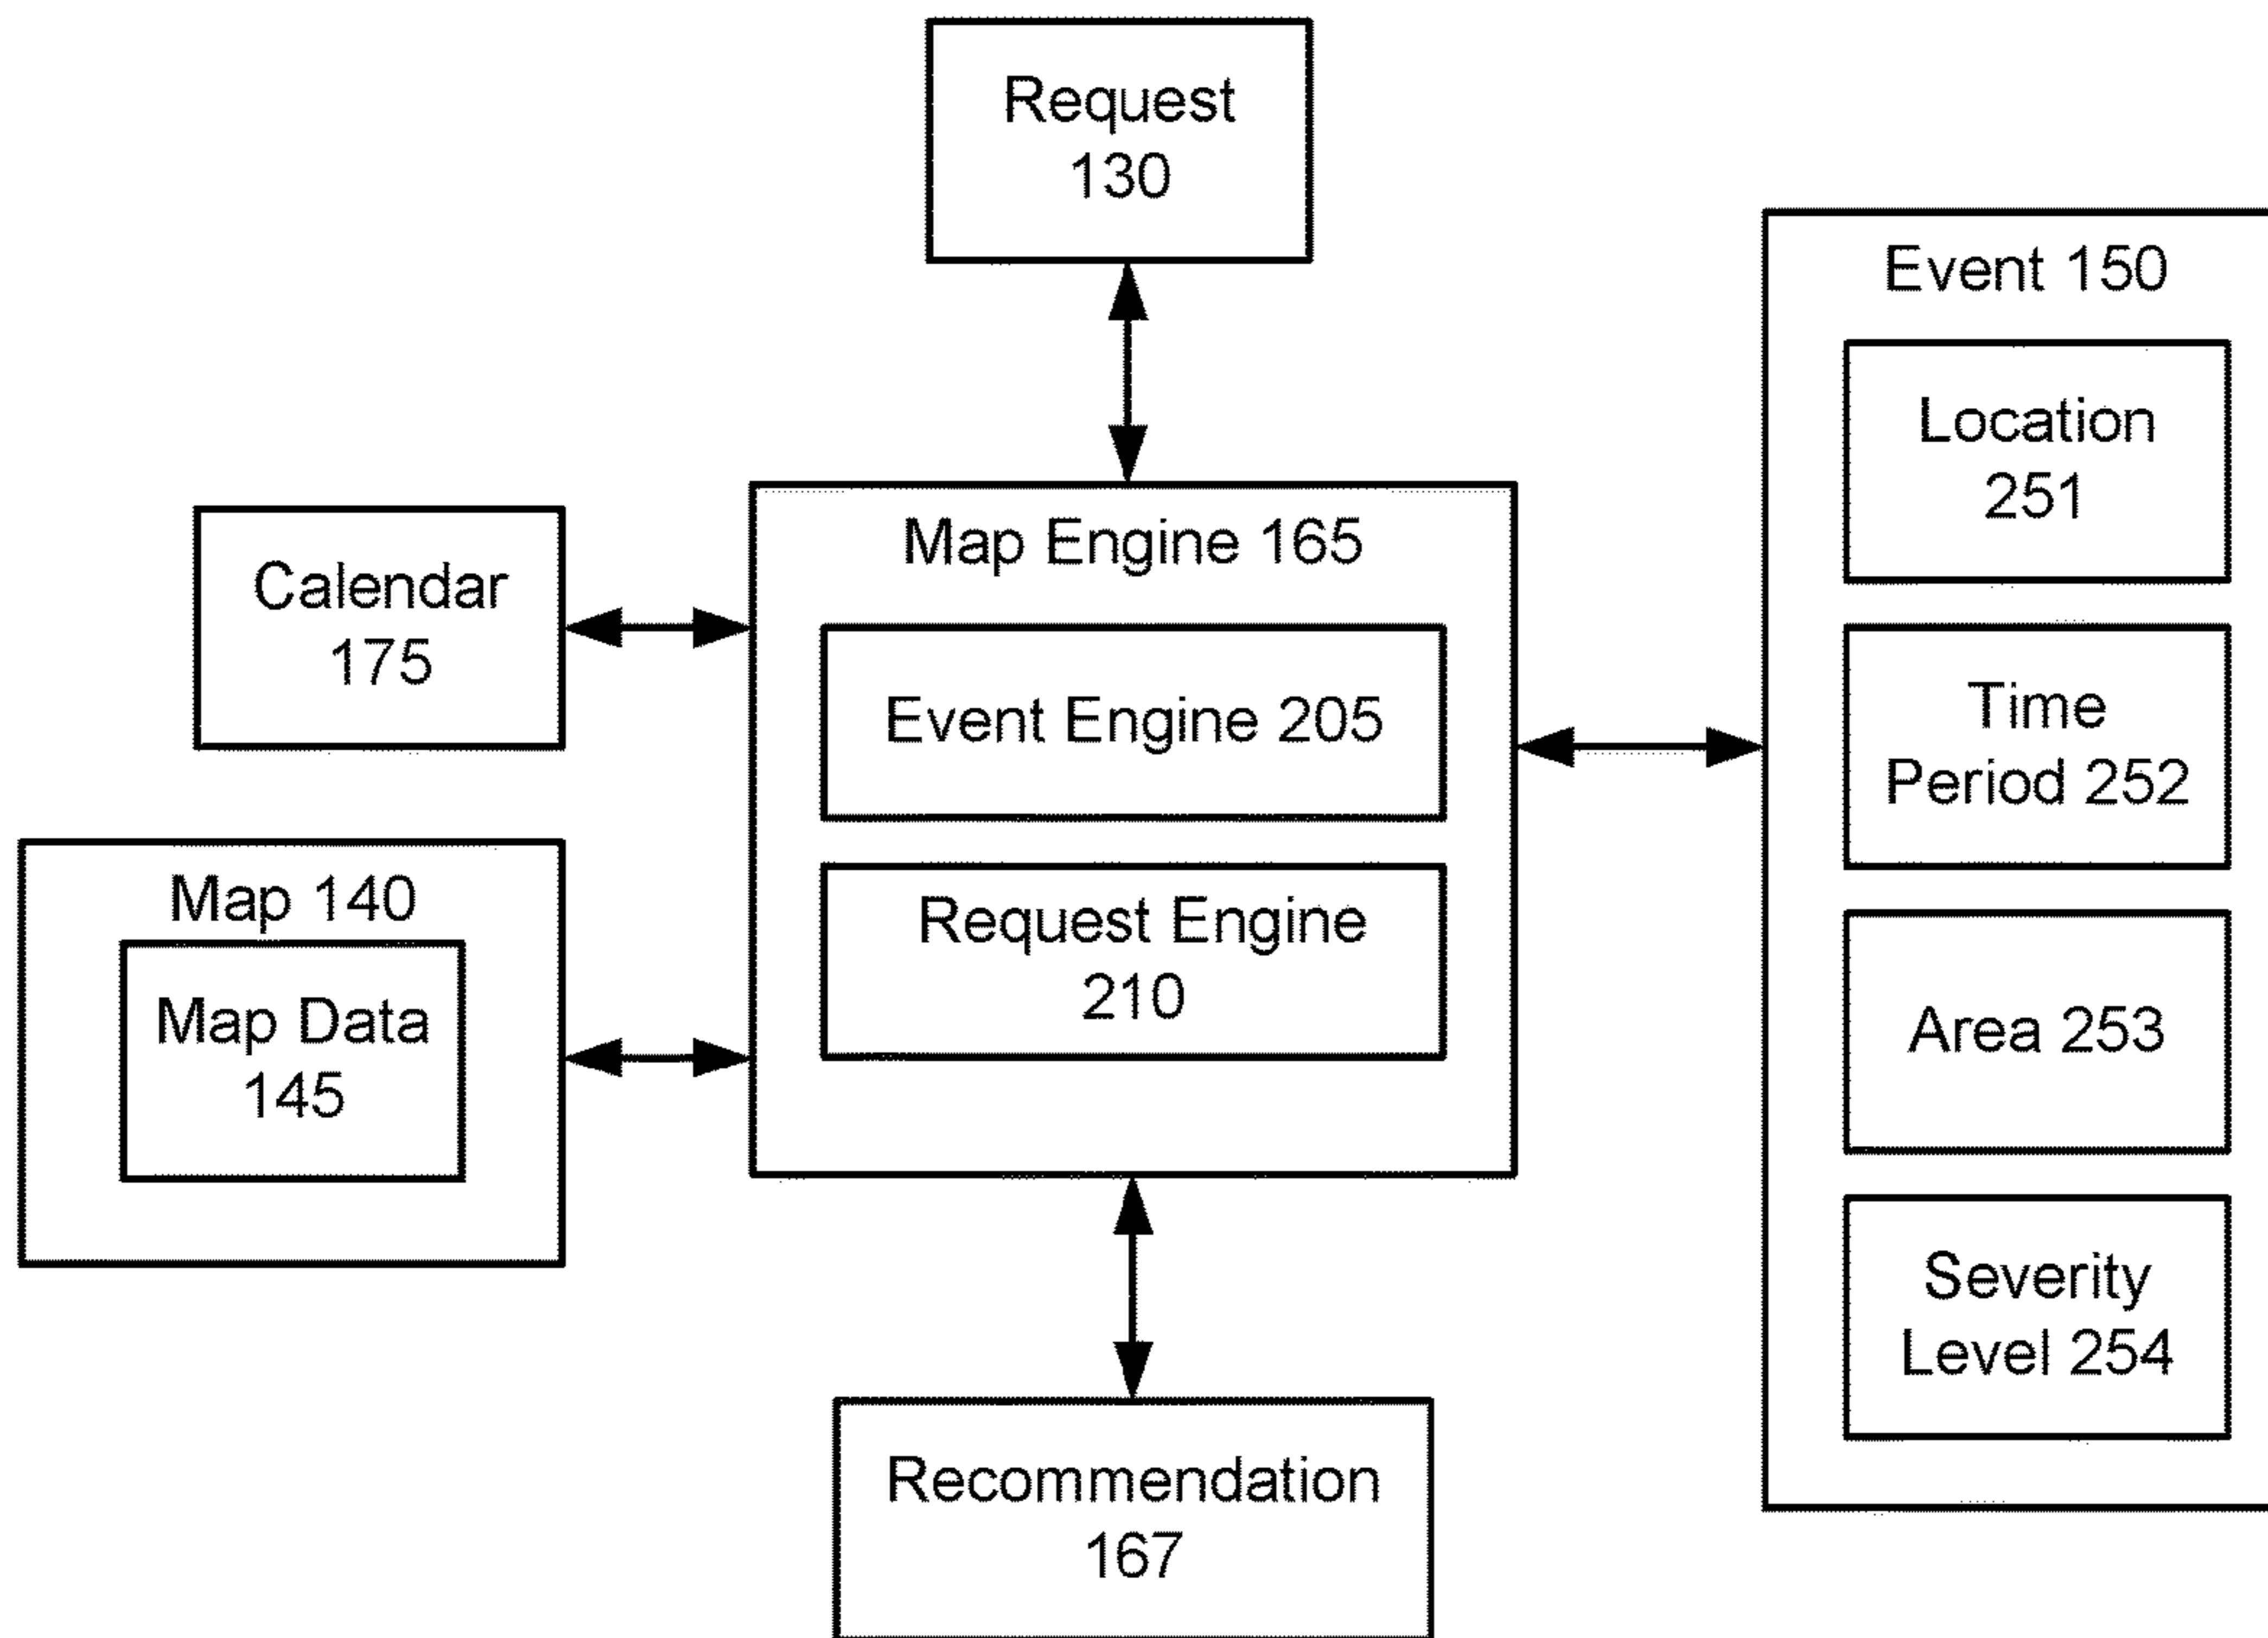 Request
130
Event 150
Location
251
Time
Period 252
Area 253
Severity
Level 254
Map Engine 165
Event Engine 205
Request Engine
210
Calendar
175
Map 140
Map Data
145
Recommendation
167